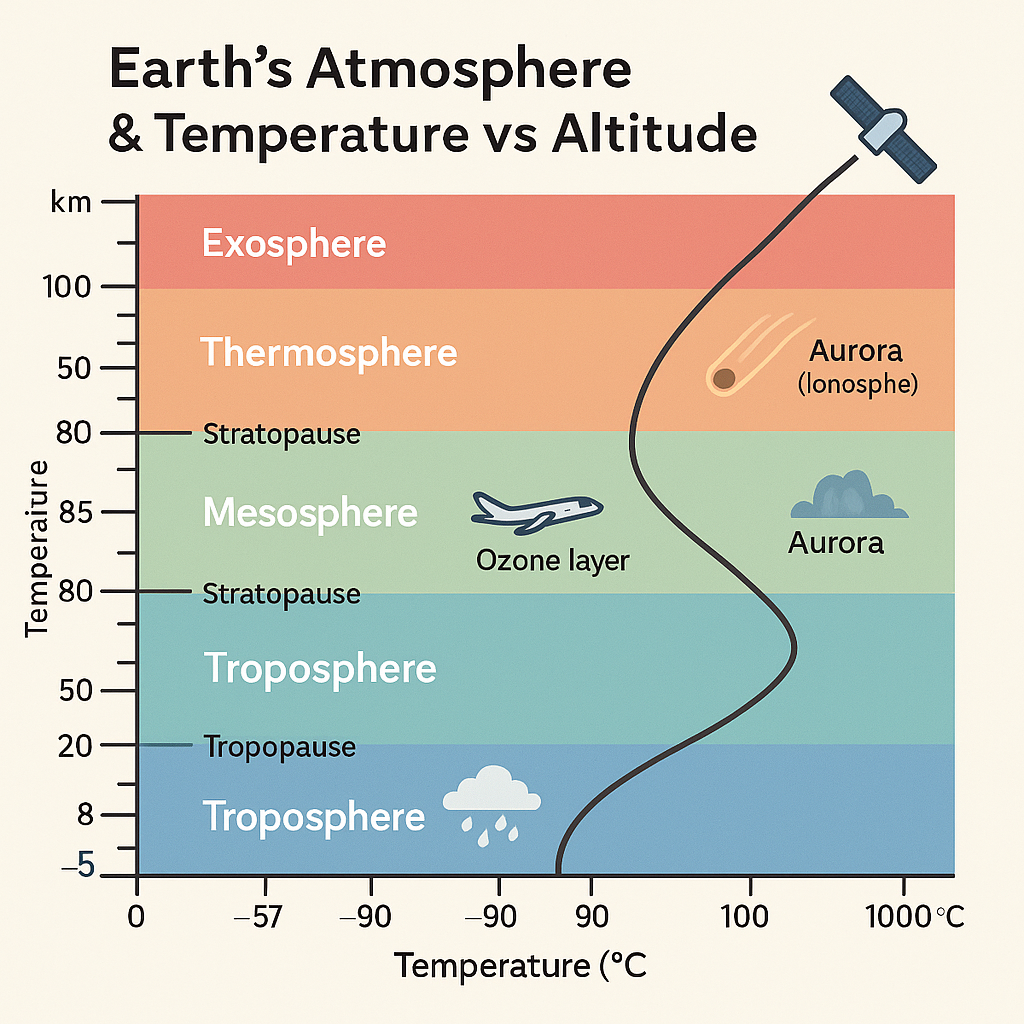 Earth's Atmosphere
& Temperature vs Altitude
km
Exosphere
100
Thermosphere
50
Aurora
(Ionosphe)
80
Stratopause
Temperaiture
85
Mesosphere
Ozone layer
Aurora
80
Stratopause
Troposphere
50
20
Tropopause
8
Troposphere
–5
0
–57
–90
–90
90
100
1000°C
Temperature (°C